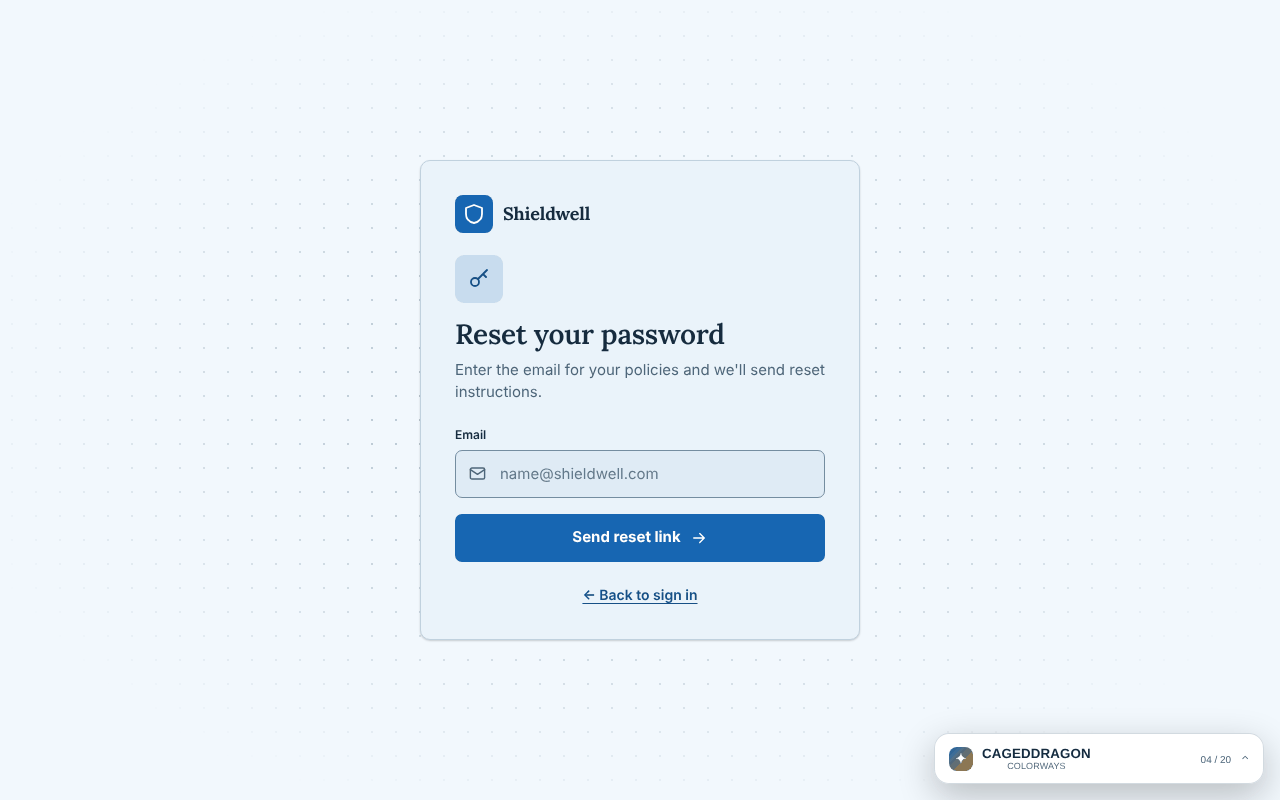 Shieldwell
Reset your password
Enter the email for your policies and we'll send reset
instructions.
Email
name@shieldwell.com
Send reset link →
← Back to sign in
CAGEDDRAGON
COLORWAYS
04 / 20